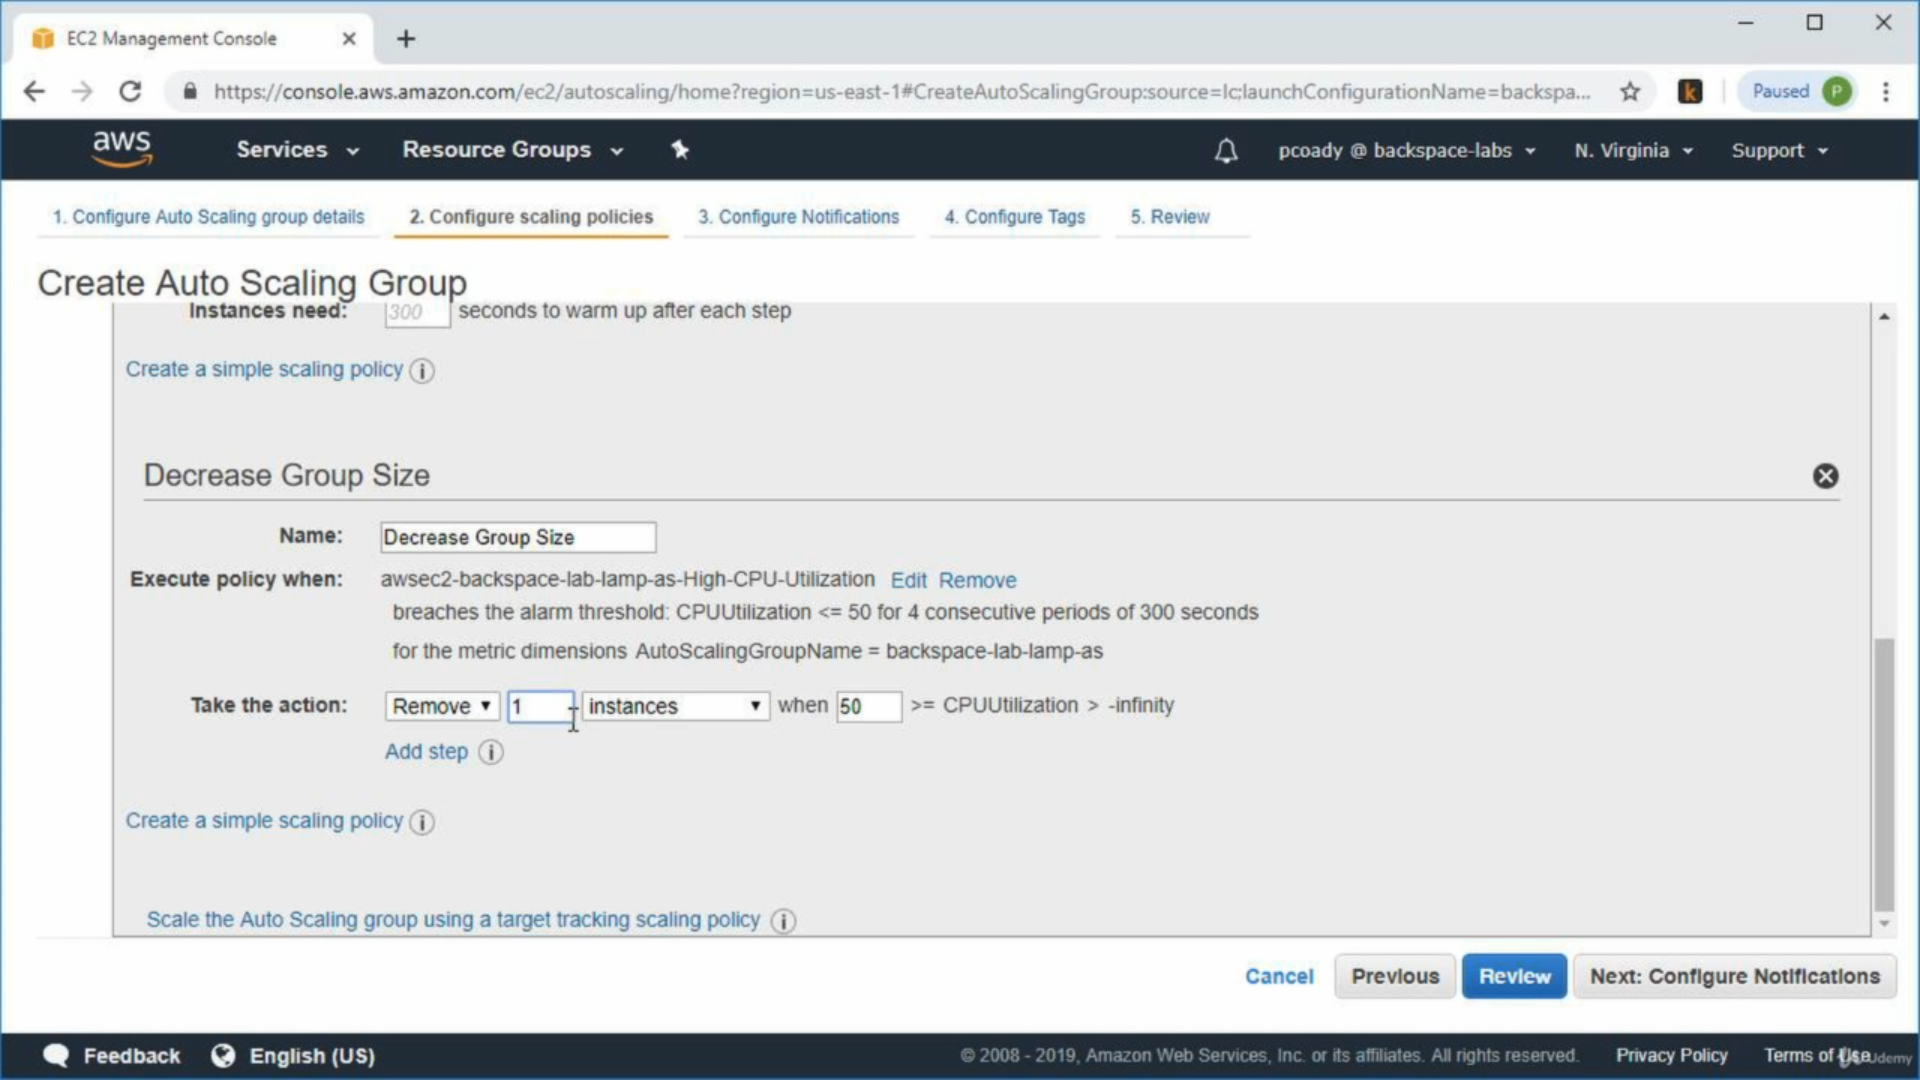 EC2 Management Console
https://console.aws.amazon.com/ec2/autoscaling/home?region=us-east-1#CreateAutoScalingGroup:source=lc;launchConfigurationName=backspa...
k
Paused P
aws Services Resource Groups pcoady @ backspace-labs N. Virginia Support
1. Configure Auto Scaling group details 2. Configure scaling policies 3. Configure Notifications 4. Configure Tags 5. Review
Create Auto Scaling Group
Instances need: 300 seconds to warm up after each step
Create a simple scaling policy i
Decrease Group Size
Name: Decrease Group Size
Execute policy when: awsec2-backspace-lab-lamp-as-High-CPU-Utilization Edit Remove
breaches the alarm threshold: CPUUtilization <= 50 for 4 consecutive periods of 300 seconds
for the metric dimensions AutoScalingGroupName = backspace-lab-lamp-as
Take the action: Remove 1 instances when 50 >= CPUUtilization > -infinity
Add step i
Create a simple scaling policy i
Scale the Auto Scaling group using a target tracking scaling policy i
Cancel Previous Review Next: Configure Notifications
Feedback English (US) © 2008 - 2019, Amazon Web Services, Inc. or its affiliates. All rights reserved. Privacy Policy Terms of Use
Udemy